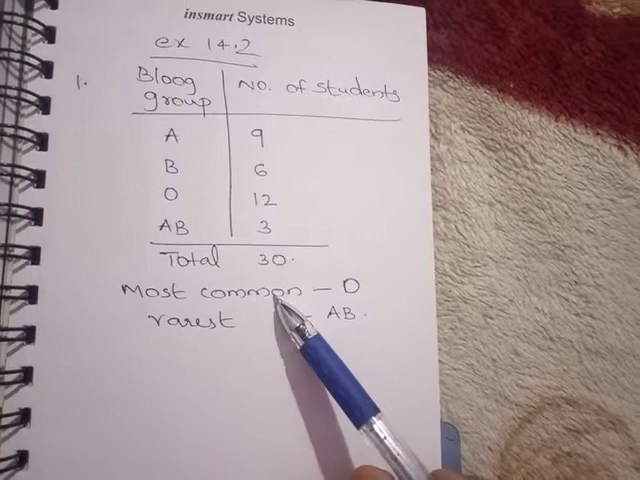 insmart Systems
ex 14.2
1. Bloog group No. of students
A 9
B 6
O 12
AB 3
Total 30.
Most common - O
rarest - AB.